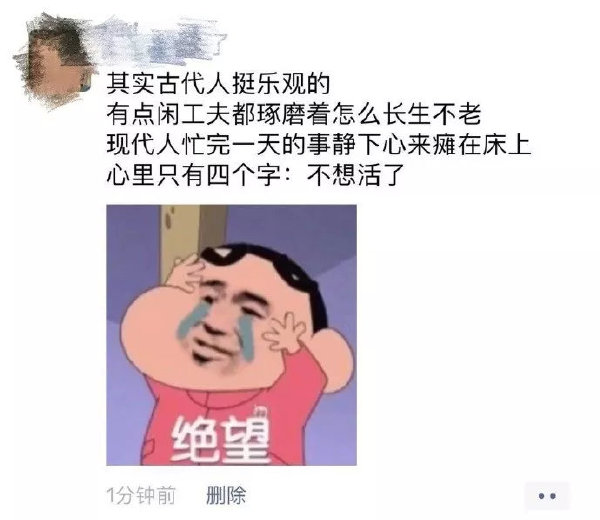 其实古代人挺乐观的
有点闲工夫都琢磨着怎么长生不老
现代人忙完一天的事静下心来瘫在床上
心里只有四个字：不想活了
绝望
1分钟前 删除